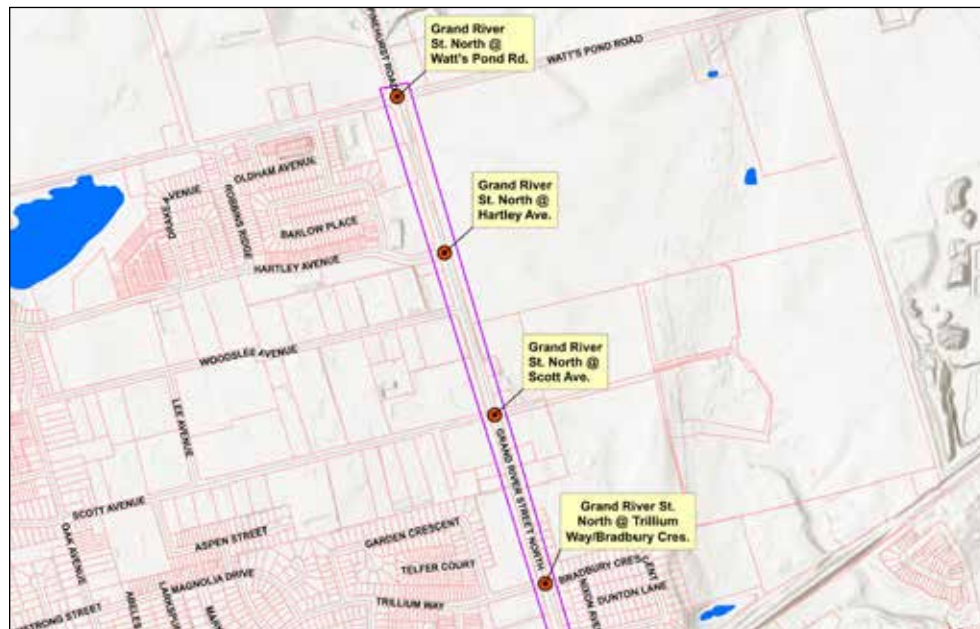 Grand River
St. North @
Watt's Pond Rd.
WATT'S POND ROAD
OLDHAM AVENUE
ROBBINS RIDGE
BARLOW PLACE
HARTLEY AVENUE
Grand River
St. North @
Hartley Ave.
WOODSLEE AVENUE
LEE AVENUE
Grand River
St. North @
Scott Ave.
GRAND RIVER STREET NORTH
SCOTT AVENUE
OAK AVENUE
ASPEN STREET
GARDEN CRESCENT
TELFER COURT
MAGNOLIA DRIVE
TRILLIUM WAY
Grand River St.
North @ Trillium
Way/Bradbury Cres.
BRADBURY CRESCENT
DUNTON LANE